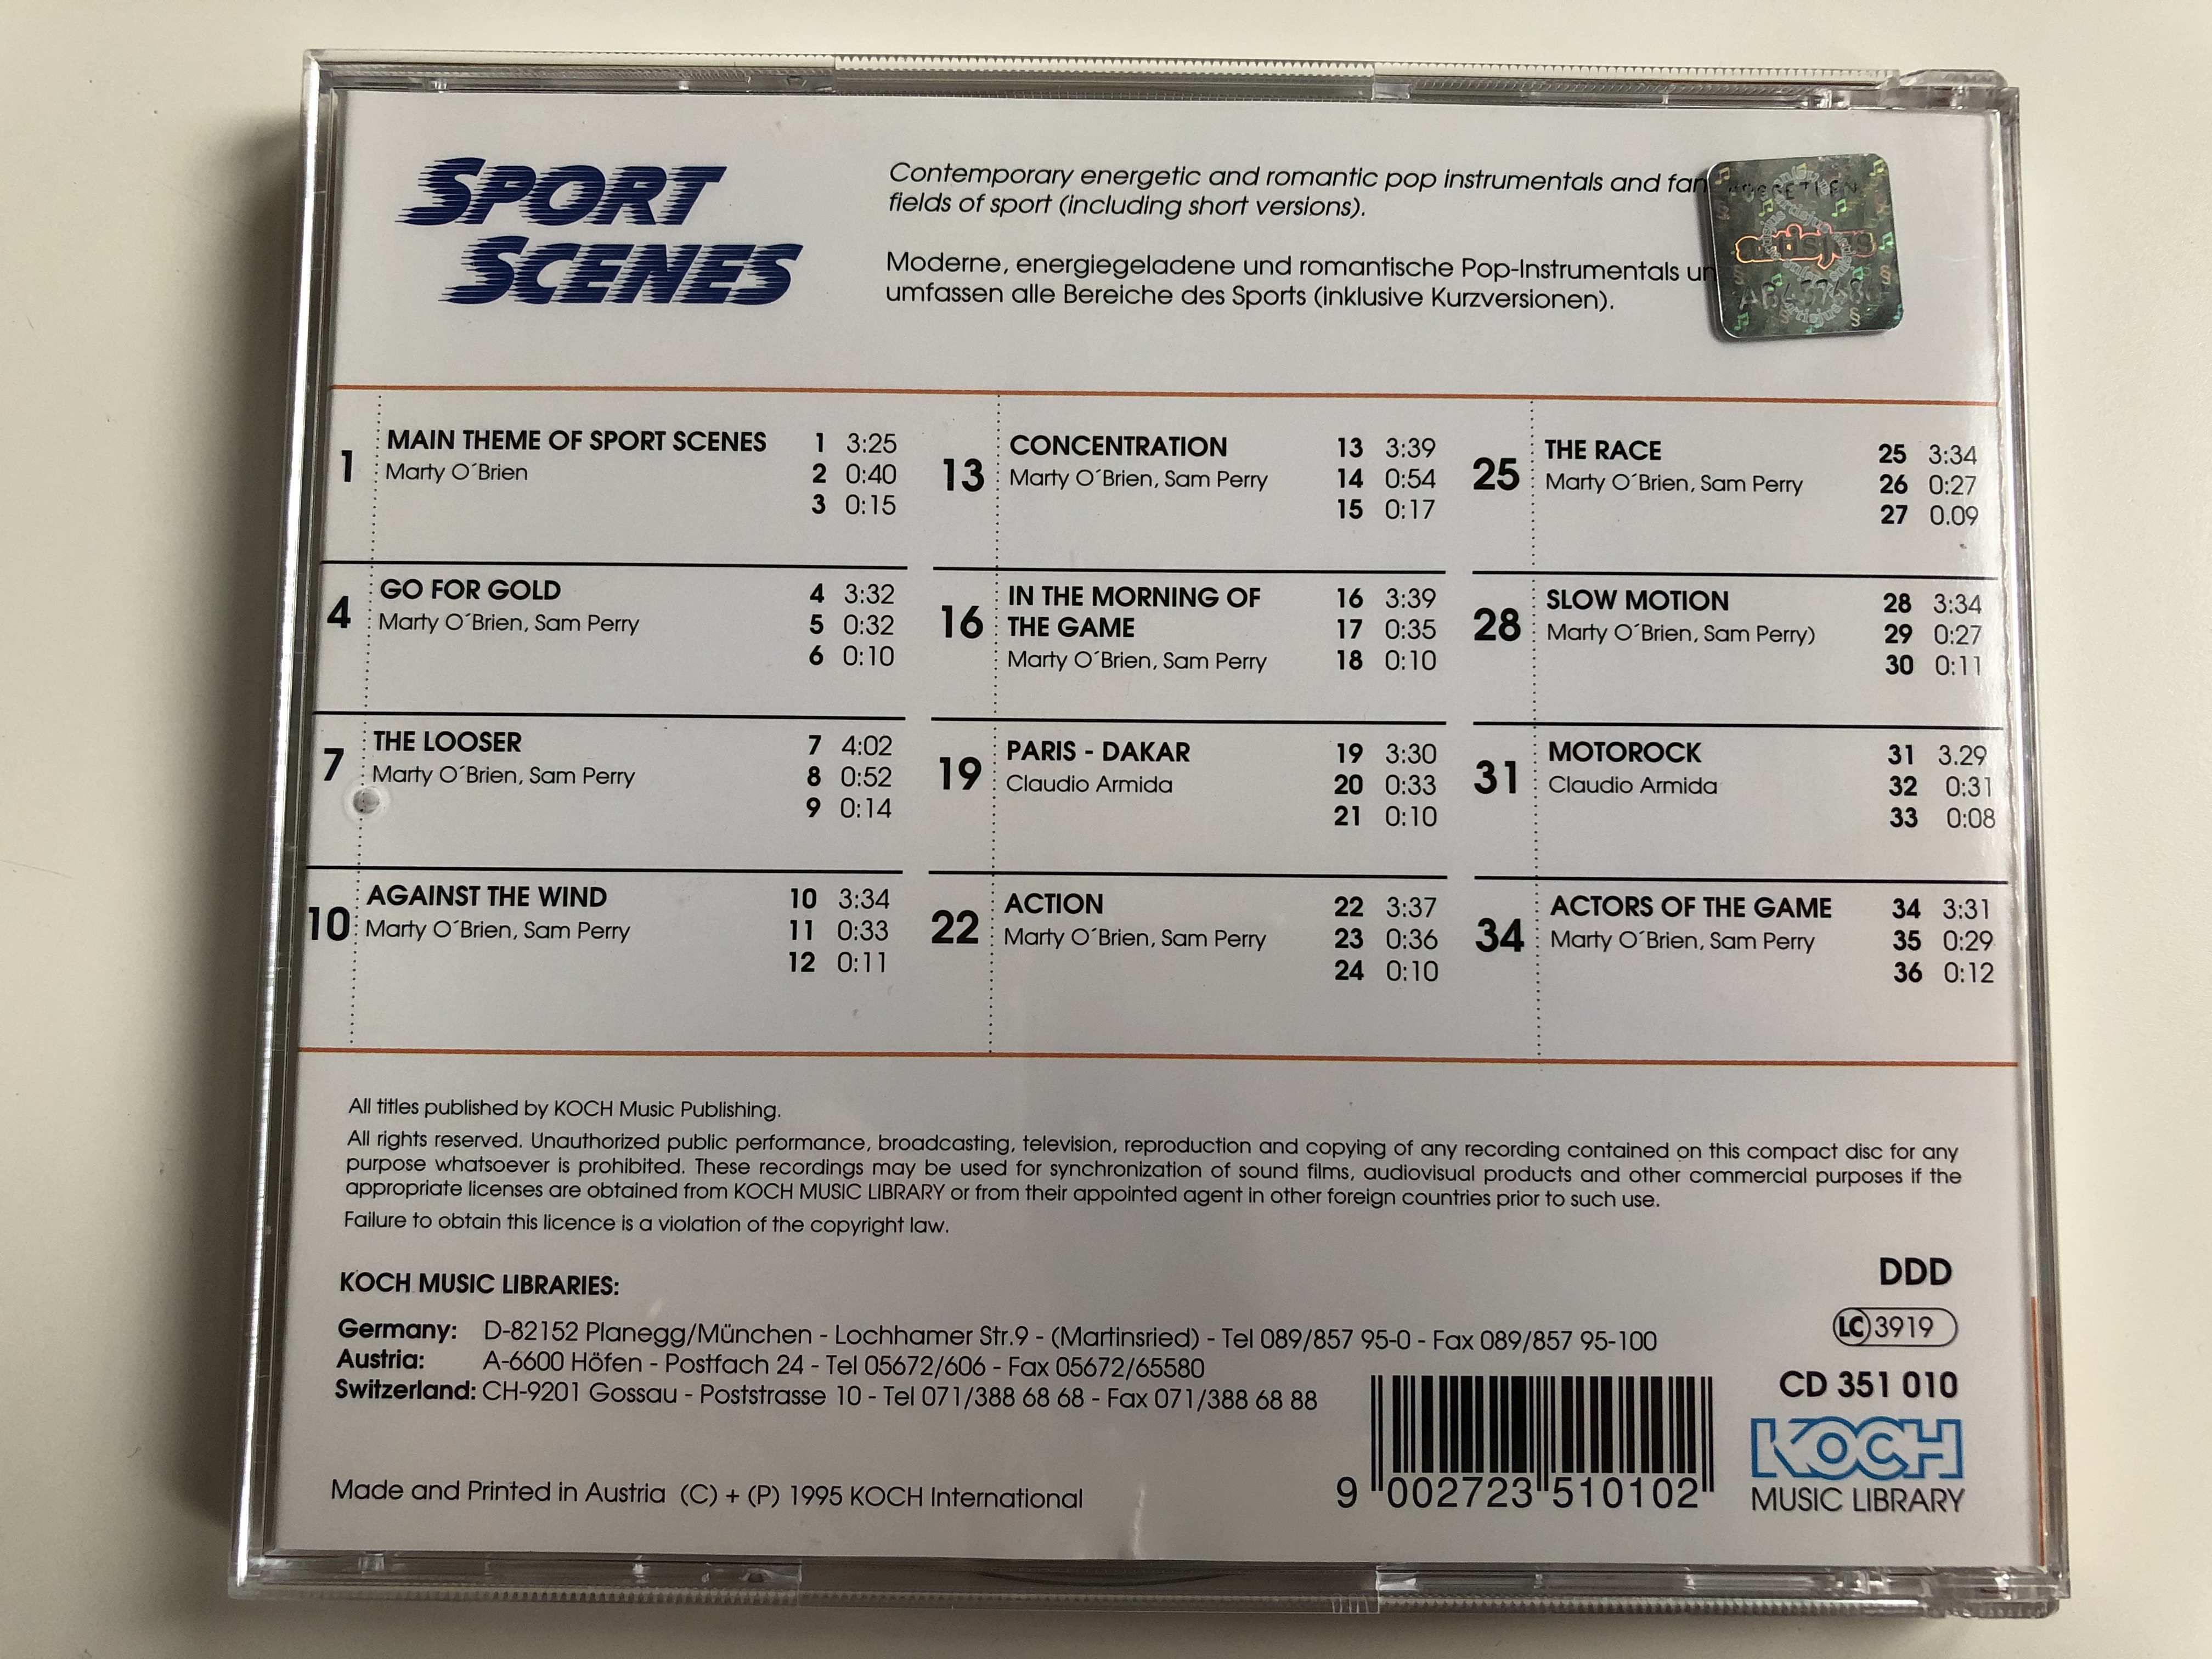 SPORT
SCENES
Contemporary energetic and romantic pop instrumentals and
fields of sport (including short versions).
Moderne, energiegeladene und romantische Pop-Instrumentals
umfassen alle Bereiche des Sports (inklusive Kurzversionen).
artisjus
1 MAIN THEME OF SPORT SCENES 1 3:25
Marty O´Brien 2 0:40
3 0:15
4 GO FOR GOLD 4 3:32
Marty O´Brien, Sam Perry 5 0:32
6 0:10
7 THE LOOSER 7 4:02
Marty O´Brien, Sam Perry 8 0:52
9 0:14
10 AGAINST THE WIND 10 3:34
Marty O´Brien, Sam Perry 11 0:33
12 0:11
13 CONCENTRATION 13 3:39
Marty O´Brien, Sam Perry 14 0:54
15 0:17
16 IN THE MORNING OF 16 3:39
THE GAME 17 0:35
Marty O´Brien, Sam Perry 18 0:10
19 PARIS - DAKAR 19 3:30
Claudio Armida 20 0:33
21 0:10
22 ACTION 22 3:37
Marty O´Brien, Sam Perry 23 0:36
24 0:10
25 THE RACE 25 3:34
Marty O´Brien, Sam Perry 26 0:27
27 0.09
28 SLOW MOTION 28 3:34
Marty O´Brien, Sam Perry) 29 0:27
30 0:11
31 MOTOROCK 31 3.29
Claudio Armida 32 0:31
33 0:08
34 ACTORS OF THE GAME 34 3:31
Marty O´Brien, Sam Perry 35 0:29
36 0:12
All titles published by KOCH Music Publishing.
All rights reserved. Unauthorized public performance, broadcasting, television, reproduction and copying of any recording contained on this compact disc for any
purpose whatsoever is prohibited. These recordings may be used for synchronization of sound films, audiovisual products and other commercial purposes if the
appropriate licenses are obtained from KOCH MUSIC LIBRARY or from their appointed agent in other foreign countries prior to such use.
Failure to obtain this licence is a violation of the copyright law.
KOCH MUSIC LIBRARIES:
Germany: D-82152 Planegg/München - Lochhamer Str.9 - (Martinsried) - Tel 089/857 95-0 - Fax 089/857 95-100
Austria: A-6600 Höfen - Postfach 24 - Tel 05672/606 - Fax 05672/65580
Switzerland: CH-9201 Gossau - Poststrasse 10 - Tel 071/388 68 68 - Fax 071/388 68 88
Made and Printed in Austria (C) + (P) 1995 KOCH International
9 002723 510102
DDD
LC 3919
CD 351 010
KOCH
MUSIC LIBRARY